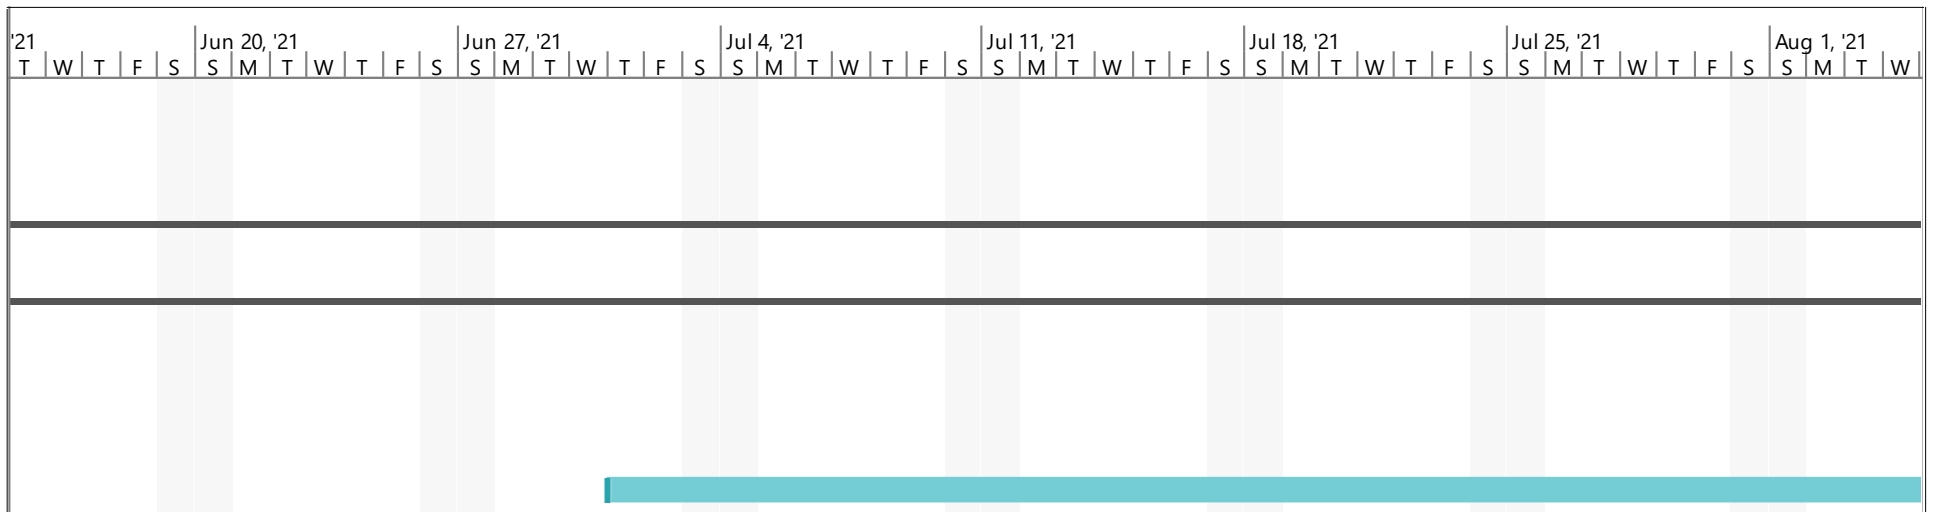 '21 Jun 20, '21 Jun 27, '21 Jul 4, '21 Jul 11, '21 Jul 18, '21 Jul 25, '21 Aug 1, '21
T W T F S S M T W T F S S M T W T F S S M T W T F S S M T W T F S S M T W T F S S M T W T F S S M T W